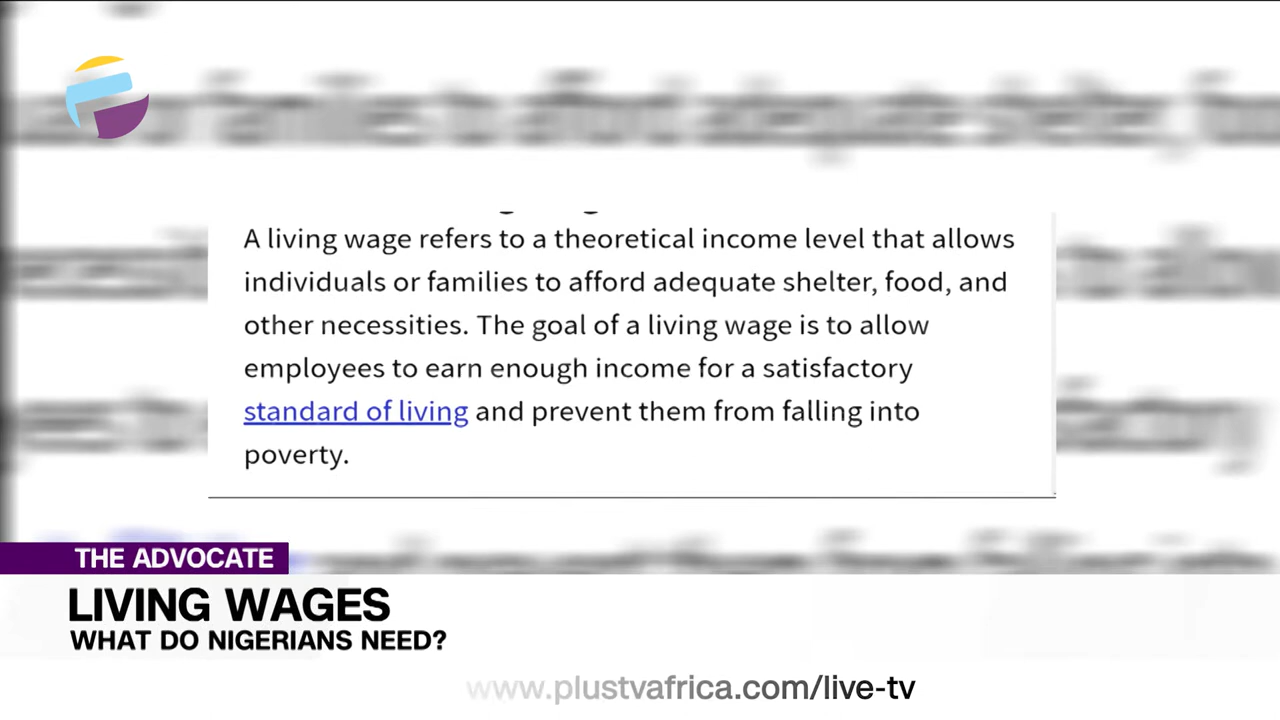 A living wage refers to a theoretical income level that allows
individuals or families to afford adequate shelter, food, and
other necessities. The goal of a living wage is to allow
employees to earn enough income for a satisfactory
standard of living and prevent them from falling into
poverty.
THE ADVOCATE
LIVING WAGES
WHAT DO NIGERIANS NEED?
www.plustvafrica.com/live-tv